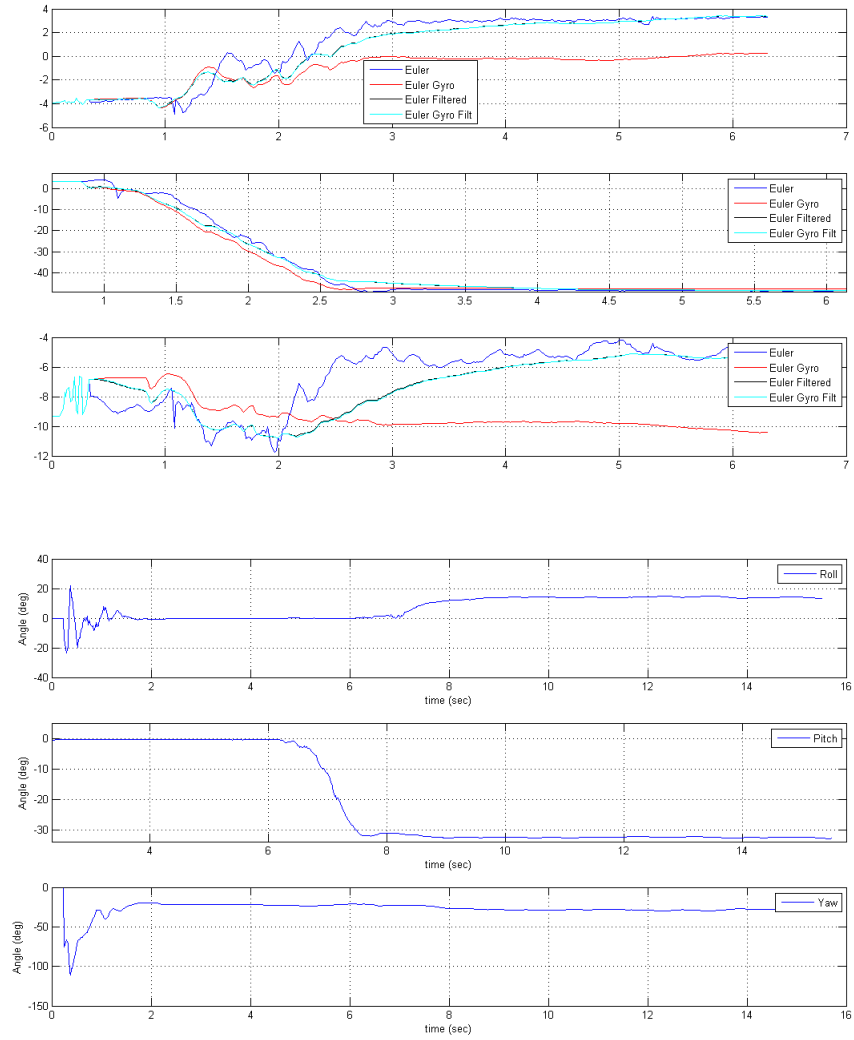 4
2
0
-2
-4
-6
Euler
Euler Gyro
Euler Filtered
Euler Gyro Filt
0 1 2 3 4 5 6 7
0
-10
-20
-30
-40
Euler
Euler Gyro
Euler Filtered
Euler Gyro Filt
1 1.5 2 2.5 3 3.5 4 4.5 5 5.5 6
-4
-6
-8
-10
-12
Euler
Euler Gyro
Euler Filtered
Euler Gyro Filt
0 1 2 3 4 5 6 7
Angle (deg)
40
20
0
-20
-40
Roll
0 2 4 6 8 10 12 14 16
time (sec)
Angle (deg)
0
-10
-20
-30
Pitch
4 6 8 10 12 14
time (sec)
Angle (deg)
0
-50
-100
-150
Yaw
0 2 4 6 8 10 12 14 16
time (sec)